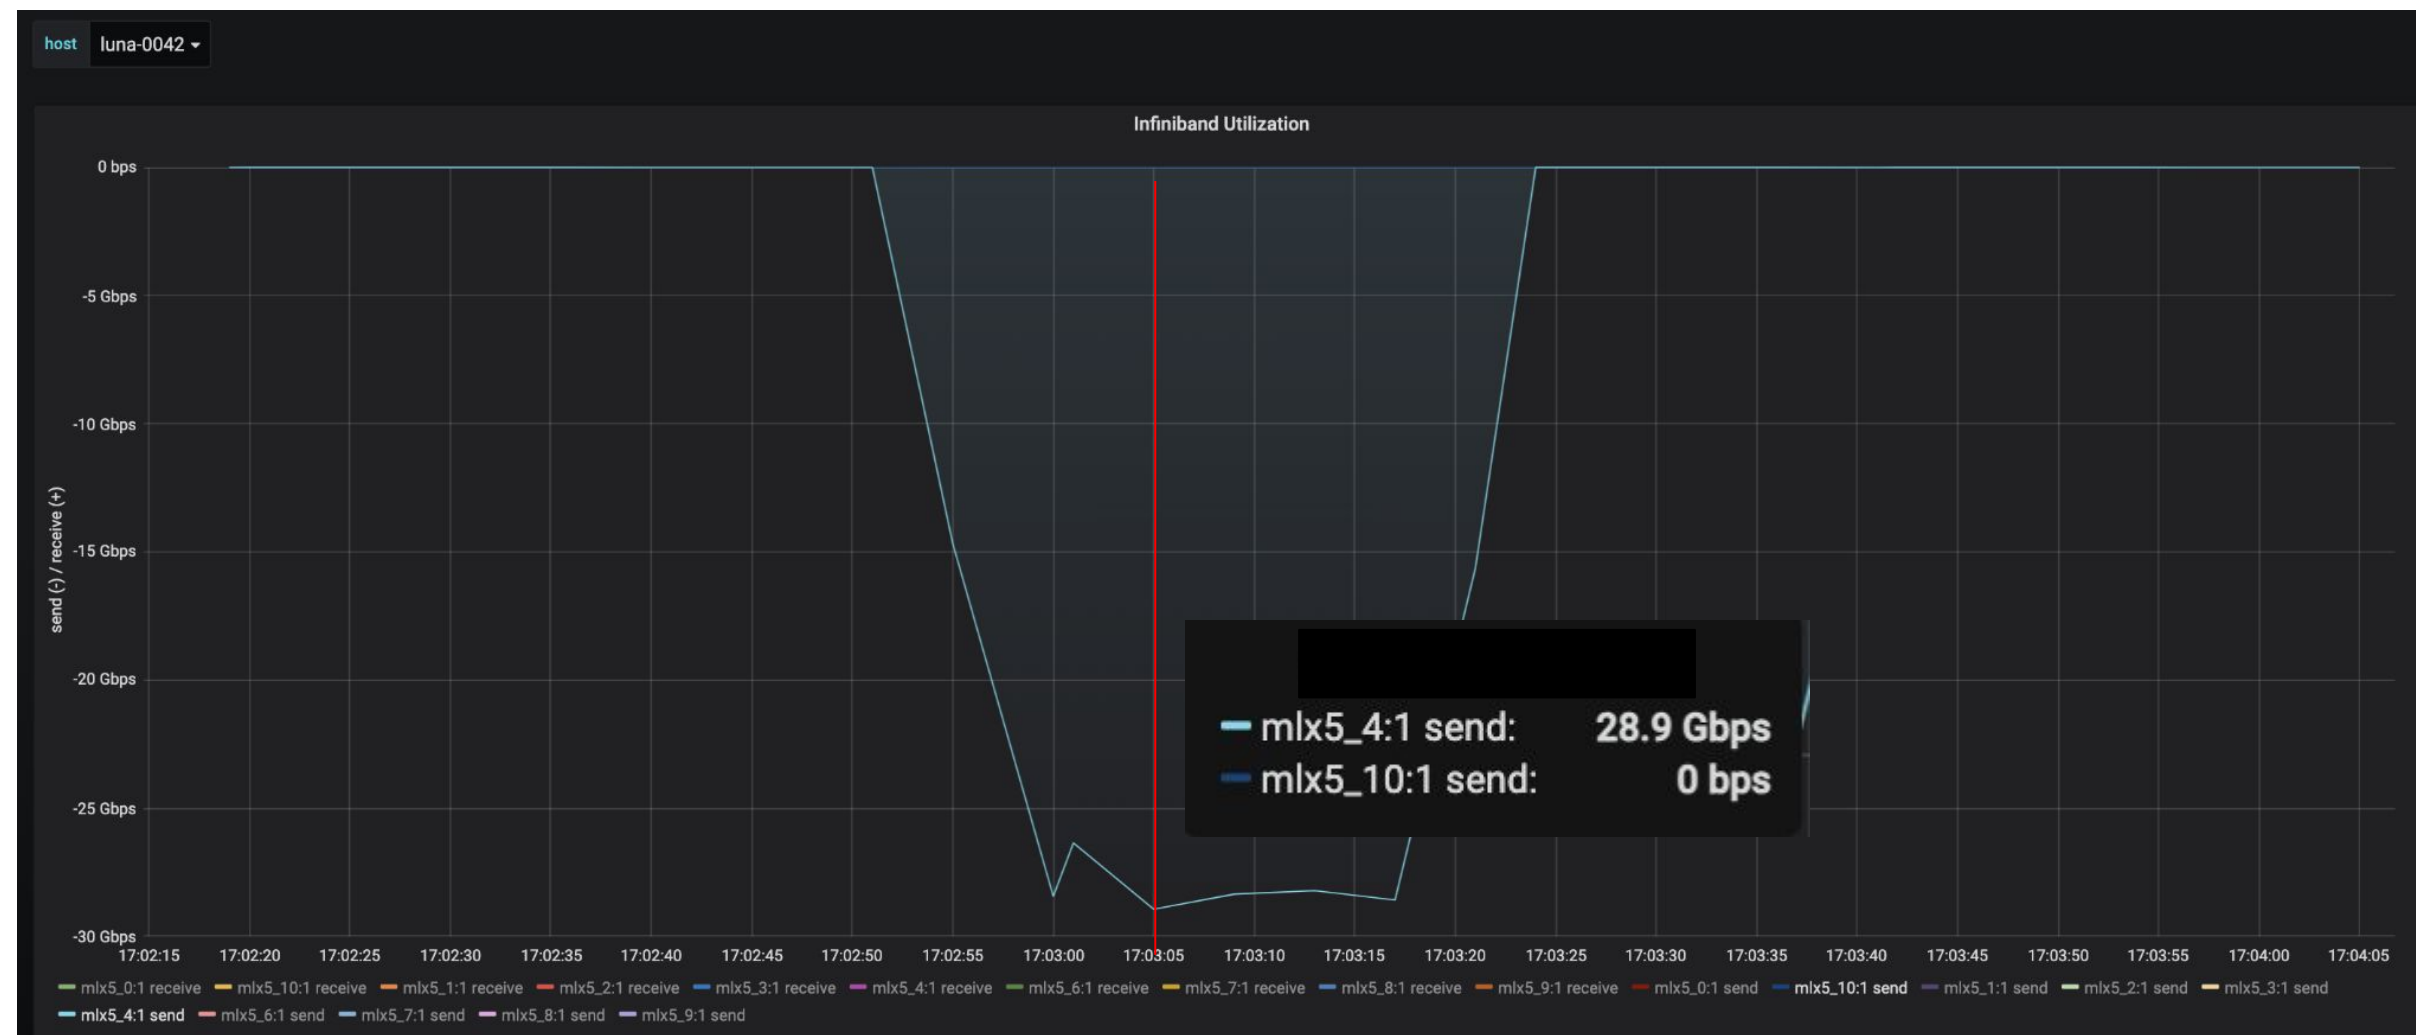 host luna-0042
Infiniband Utilization
0 bps
-5 Gbps
-10 Gbps
-15 Gbps
-20 Gbps
-25 Gbps
-30 Gbps
send (-) / receive (+)
mlx5_4:1 send: 28.9 Gbps
mlx5_10:1 send: 0 bps
17:02:15 17:02:20 17:02:25 17:02:30 17:02:35 17:02:40 17:02:45 17:02:50 17:02:55 17:03:00 17:03:05 17:03:10 17:03:15 17:03:20 17:03:25 17:03:30 17:03:35 17:03:40 17:03:45 17:03:50 17:03:55 17:04:00 17:04:05
mlx5_0:1 receive mlx5_10:1 receive mlx5_1:1 receive mlx5_2:1 receive mlx5_3:1 receive mlx5_4:1 receive mlx5_6:1 receive mlx5_7:1 receive mlx5_8:1 receive mlx5_9:1 receive mlx5_0:1 send mlx5_10:1 send mlx5_1:1 send mlx5_2:1 send mlx5_3:1 send
mlx5_4:1 send mlx5_6:1 send mlx5_7:1 send mlx5_8:1 send mlx5_9:1 send